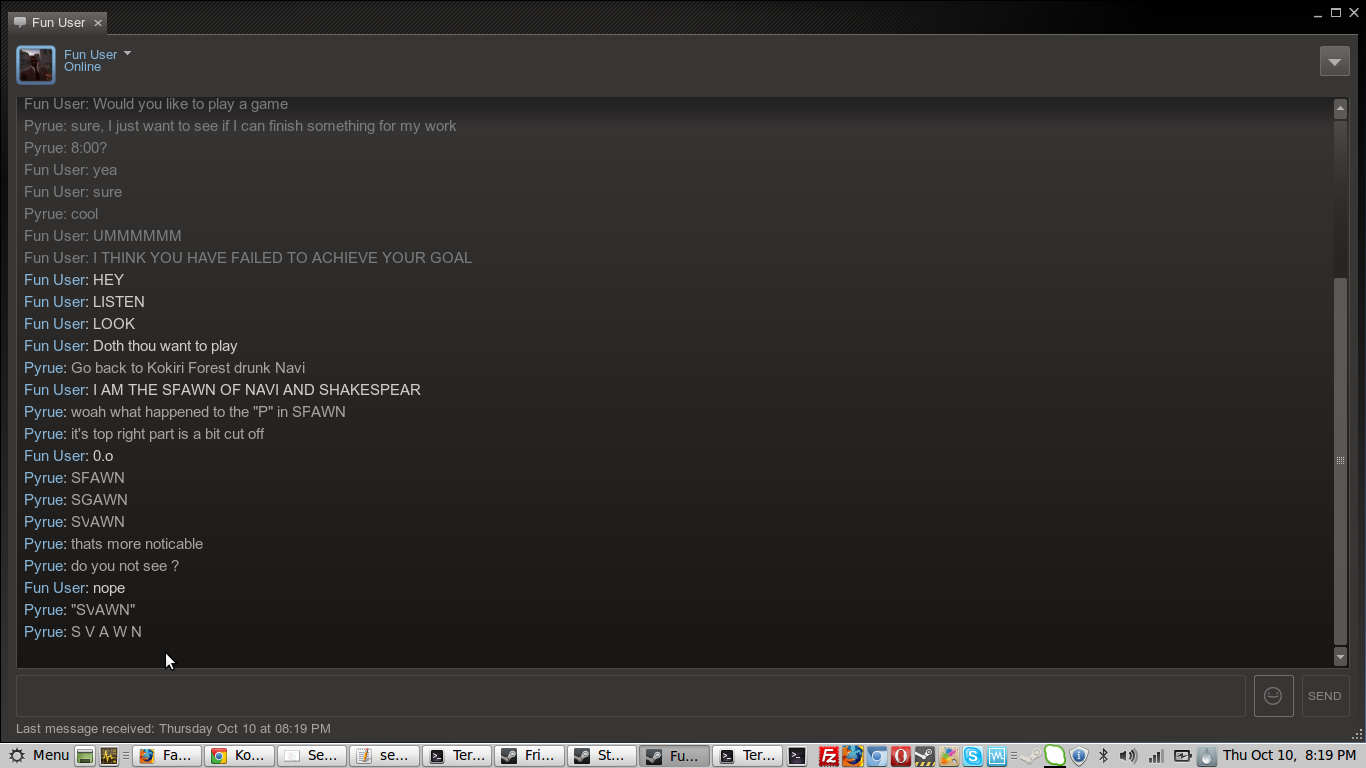 Fun User
Fun User
Online
Fun User: Would you like to play a game
Pyrue: sure, I just want to see if I can finish something for my work
Pyrue: 8:00?
Fun User: yea
Fun User: sure
Pyrue: cool
Fun User: UMMMMMM
Fun User: I THINK YOU HAVE FAILED TO ACHIEVE YOUR GOAL
Fun User: HEY
Fun User: LISTEN
Fun User: LOOK
Fun User: Doth thou want to play
Pyrue: Go back to Kokiri Forest drunk Navi
Fun User: I AM THE SPAWN OF NAVI AND SHAKESPEAR
Pyrue: woah what happened to the "P" in SPAWN
Pyrue: it's top right part is a bit cut off
Fun User: 0.o
Pyrue: SFAWN
Pyrue: SGAWN
Pyrue: SVAWN
Pyrue: thats more noticable
Pyrue: do you not see ?
Fun User: nope
Pyrue: "SVAWN"
Pyrue: S V A W N
SEND
Last message received: Thursday Oct 10 at 08:19 PM
Menu Fa... Ko... Se... se... Ter... Fri... St... Fu... Ter... Thu Oct 10, 8:19 PM